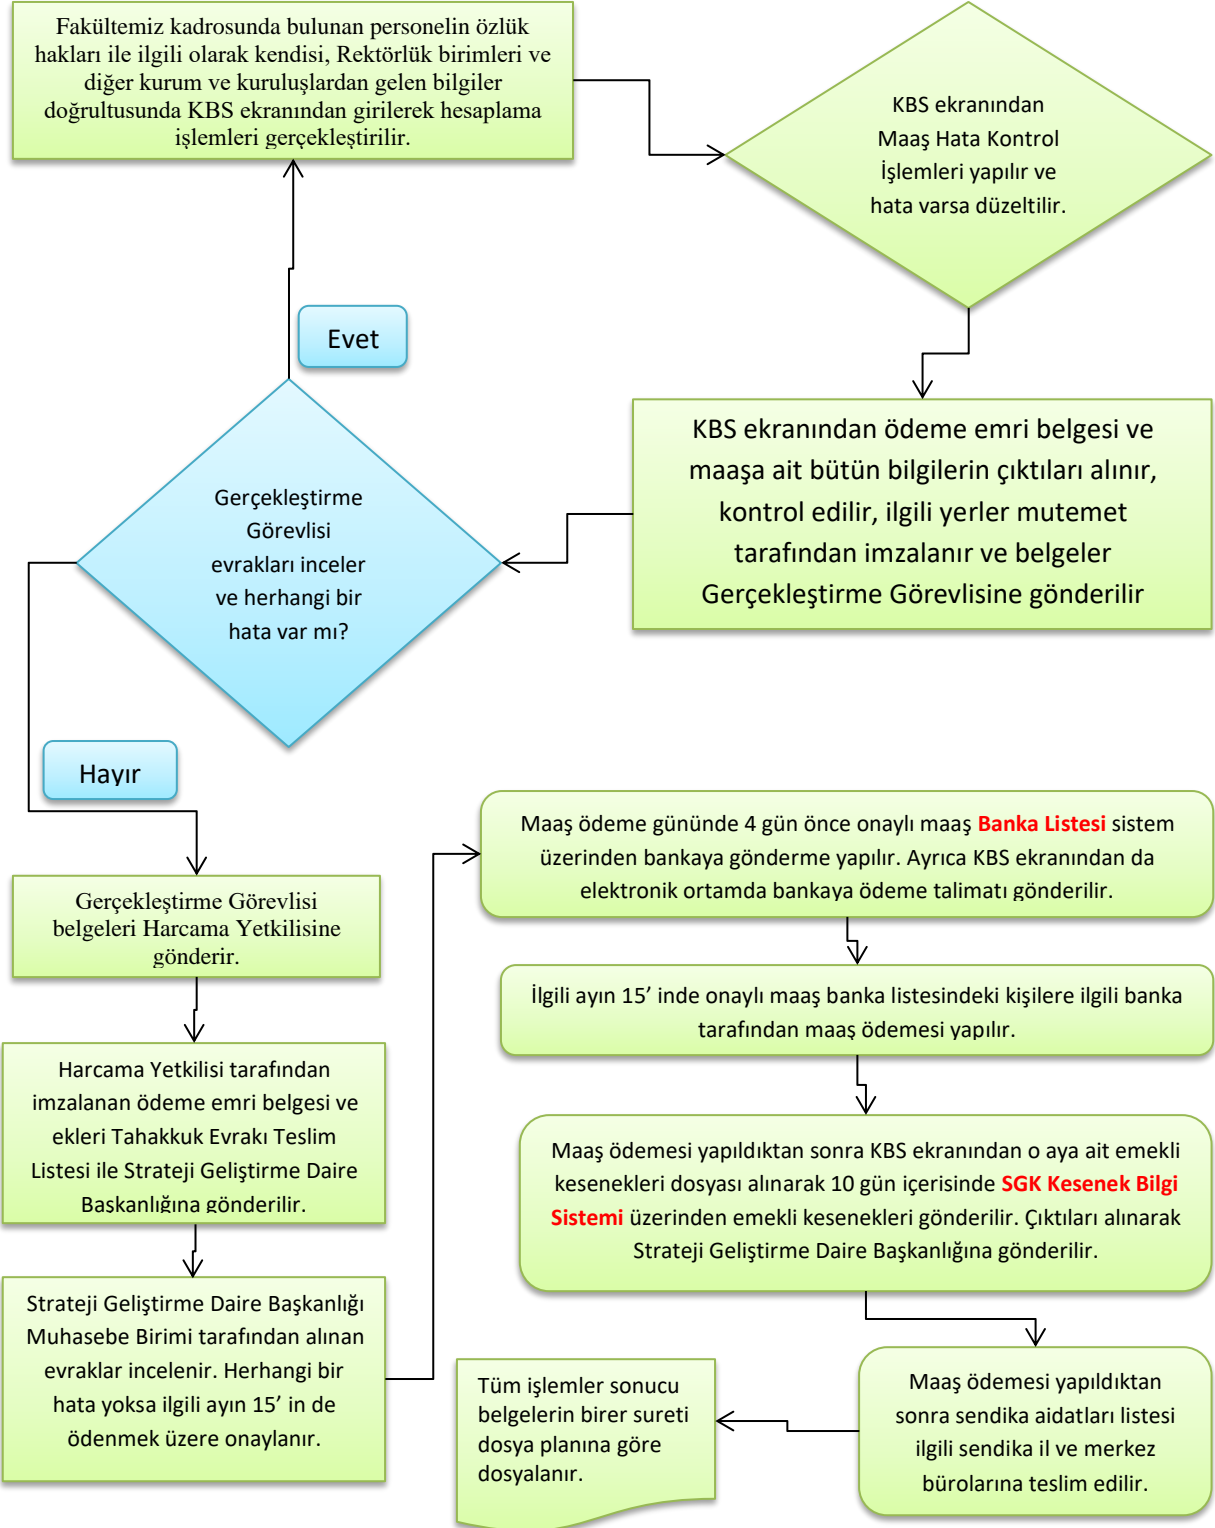 Fakültemiz kadrosunda bulunan personelin özlük
hakları ile ilgili olarak kendisi, Rektörlük birimleri ve
diğer kurum ve kuruluşlardan gelen bilgiler
doğrultusunda KBS ekranından girilerek hesaplama
işlemleri gerçekleştirilir.
KBS ekranından
Maaş Hata Kontrol
İşlemleri yapılır ve
hata varsa düzeltilir.
KBS ekranından ödeme emri belgesi ve
maaşa ait bütün bilgilerin çıktıları alınır,
kontrol edilir, ilgili yerler mutemet
tarafından imzalanır ve belgeler
Gerçekleştirme Görevlisine gönderilir
Evet
Gerçekleştirme
Görevlisi
evrakları inceler
ve herhangi bir
hata var mı?
Hayır
Gerçekleştirme Görevlisi
belgeleri Harcama Yetkilisine
gönderir.
Harcama Yetkilisi tarafından
imzalanan ödeme emri belgesi ve
ekleri Tahakkuk Evrakı Teslim
Listesi ile Strateji Geliştirme Daire
Başkanlığına gönderilir.
Strateji Geliştirme Daire Başkanlığı
Muhasebe Birimi tarafından alınan
evraklar incelenir. Herhangi bir
hata yoksa ilgili ayın 15’ in de
ödenmek üzere onaylanır.
Maaş ödeme gününde 4 gün önce onaylı maaş Banka Listesi sistem
üzerinden bankaya gönderme yapılır. Ayrıca KBS ekranından da
elektronik ortamda bankaya ödeme talimatı gönderilir.
İlgili ayın 15’ inde onaylı maaş banka listesindeki kişilere ilgili banka
tarafından maaş ödemesi yapılır.
Maaş ödemesi yapıldıktan sonra KBS ekranından o aya ait emekli
kesenekleri dosyası alınarak 10 gün içerisinde SGK Kesenek Bilgi
Sistemi üzerinden emekli kesenekleri gönderilir. Çıktıları alınarak
Strateji Geliştirme Daire Başkanlığına gönderilir.
Maaş ödemesi yapıldıktan
sonra sendika aidatları listesi
ilgili sendika il ve merkez
bürolarına teslim edilir.
Tüm işlemler sonucu
belgelerin birer sureti
dosya planına göre
dosyalanır.